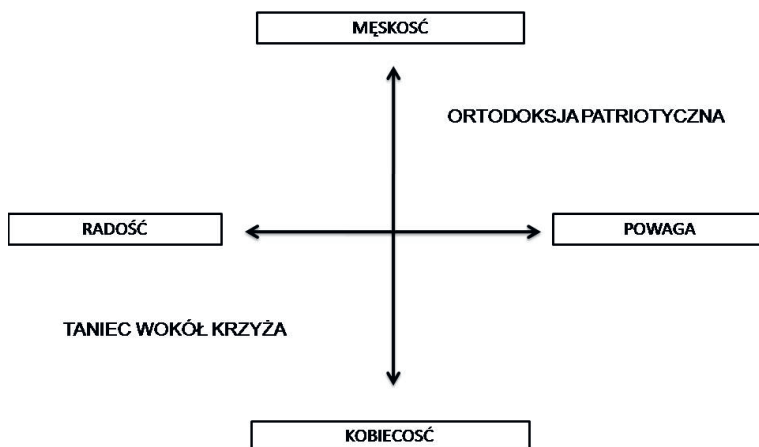 MĘSKOSĆ
ORTODOKSJA PATRIOTYCZNA
RADOŚĆ
POWAGA
TANIEC WOKÓŁ KRZYŻA
KOBIECOSĆ